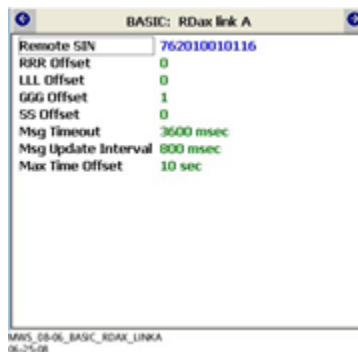 BASIC: RDax link A
Remote SIN 762010010116
RRR Offset 0
LLL Offset 0
GGG Offset 1
SS Offset 0
Msg Timeout 3600 msec
Msg Update Interval 800 msec
Max Time Offset 10 sec
MWS_08-06_BASIC_RDAX_LINKA
06-25-08